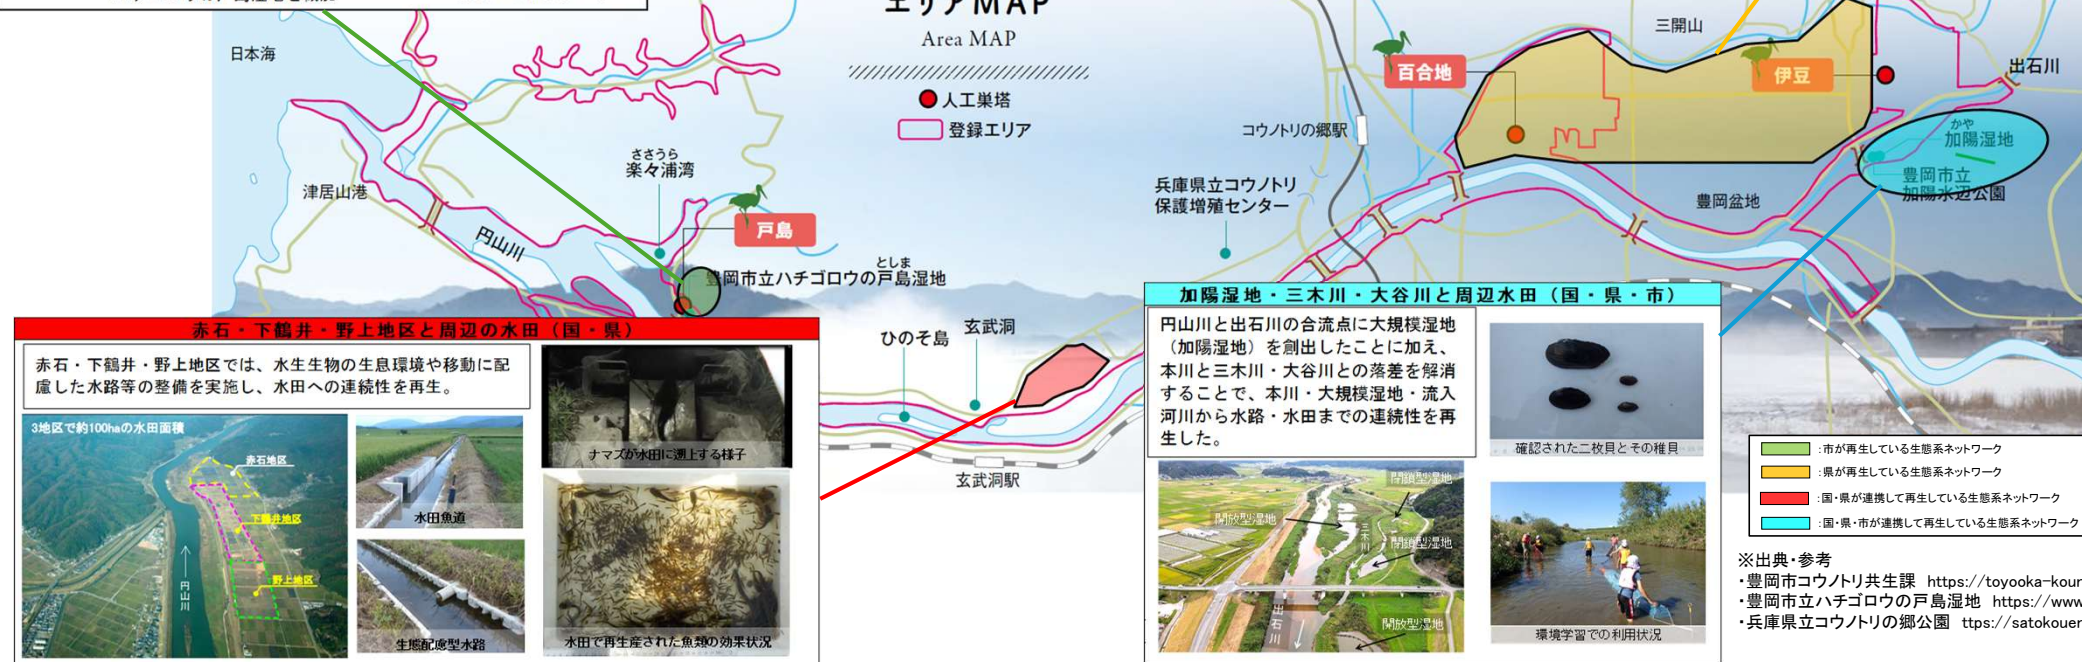 エリアMAP
Area MAP
人工巣塔
登録エリア
日本海
津居山港
円山川
ささうら
楽々浦湾
戸島
としま
豊岡市立ハチゴロウの戸島湿地
ひのそ島
玄武洞
玄武洞駅
三開山
百合地
伊豆
出石川
コウノトリの郷駅
兵庫県立コウノトリ
保護増殖センター
豊岡盆地
かや
加陽湿地
豊岡市立
加陽水辺公園
赤石・下鶴井・野上地区と周辺の水田（国・県）
赤石・下鶴井・野上地区では、水生生物の生息環境や移動に配
慮した水路等の整備を実施し、水田への連続性を再生。
3地区で約100haの水田面積
赤石地区
下鶴井地区
野上地区
円山川
水田魚道
生態配慮型水路
ナマズが水田に遡上する様子
水田で再生産された魚類の効果状況
加陽湿地・三木川・大谷川と周辺水田（国・県・市）
円山川と出石川の合流点に大規模湿地
（加陽湿地）を創出したことに加え、
本川と三木川・大谷川との落差を解消
することで、本川・大規模湿地・流入
河川から水路・水田までの連続性を再
生した。
確認された二枚貝とその稚貝
開放型湿地
三木川
閉鎖型湿地
閉鎖型湿地
出石川
開放型湿地
環境学習での利用状況
:市が再生している生態系ネットワーク
:県が再生している生態系ネットワーク
:国・県が連携して再生している生態系ネットワーク
:国・県・市が連携して再生している生態系ネットワーク
※出典・参考
・豊岡市コウノトリ共生課 https://toyooka-kour
・豊岡市立ハチゴロウの戸島湿地 https://www
・兵庫県立コウノトリの郷公園 ttps://satokouer